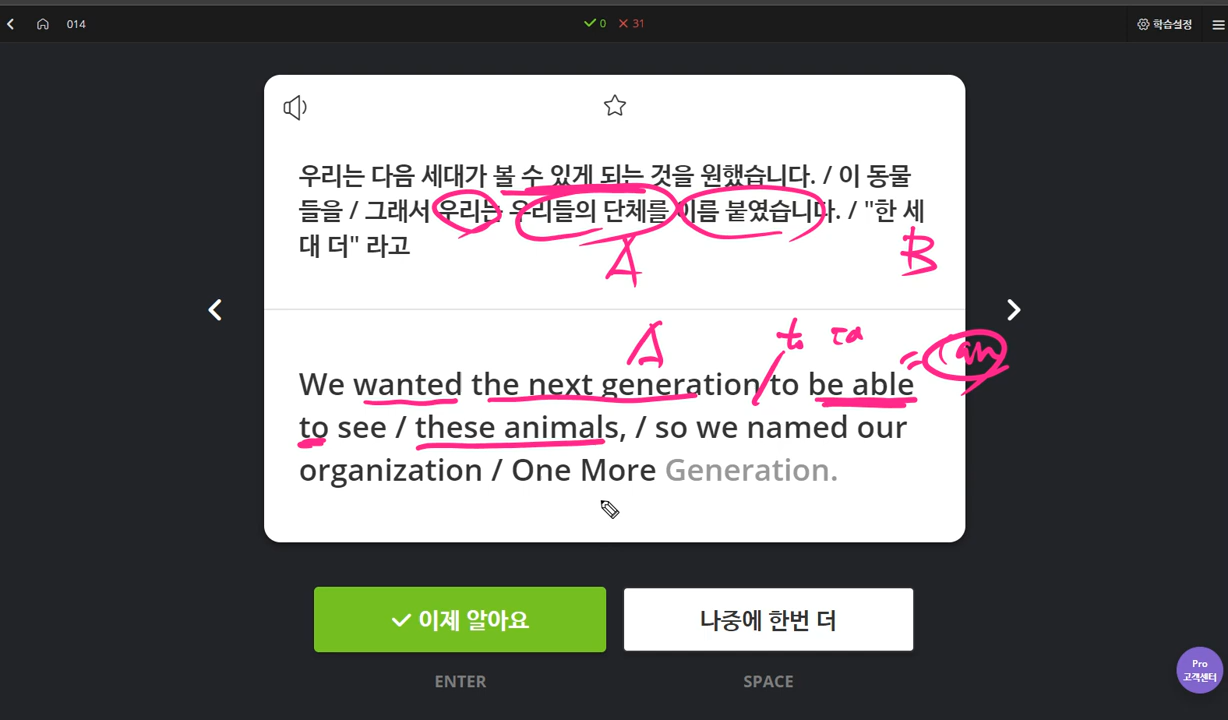 014
0
31
학습설정
우리는 다음 세대가 볼 수 있게 되는 것을 원했습니다. / 이 동물
들을 / 그래서 우리는 우리들의 단체를 이름 붙였습니다. / "한 세
대 더" 라고
A
B
A
to
= can
We wanted the next generation to be able
to see / these animals, / so we named our
organization / One More Generation.
이제 알아요
나중에 한번 더
ENTER
SPACE
Pro
고객센터